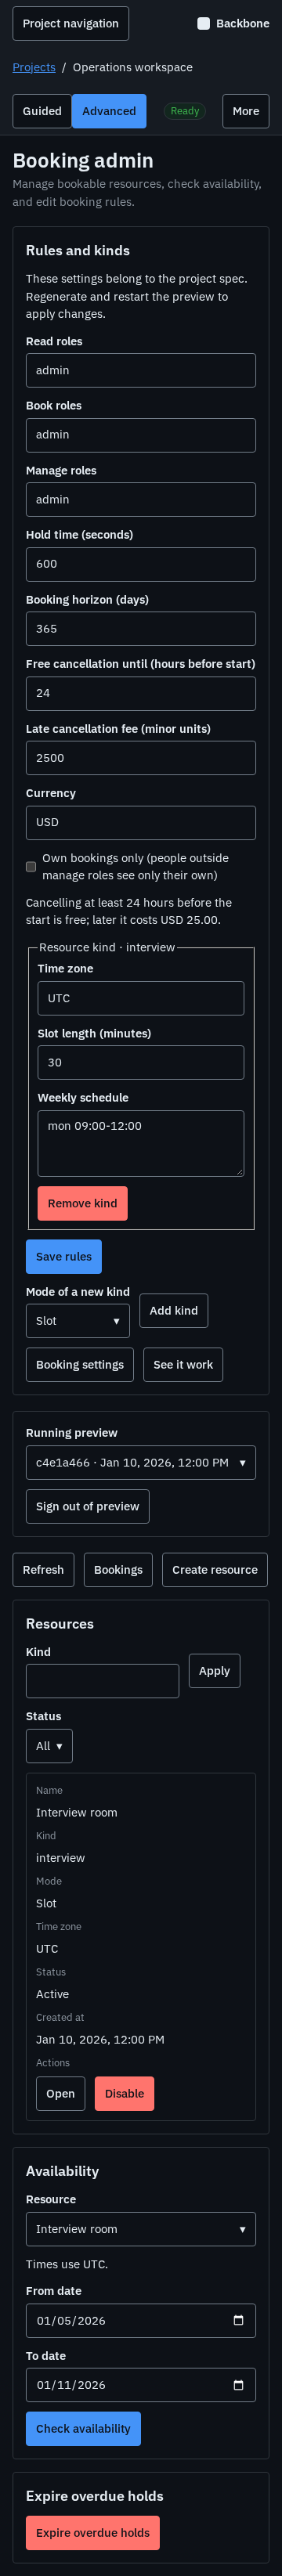 Project navigation
Backbone
Projects / Operations workspace
Guided
Advanced
Ready
More
Booking admin
Manage bookable resources, check availability,
and edit booking rules.
Rules and kinds
These settings belong to the project spec.
Regenerate and restart the preview to
apply changes.
Read roles
admin
Book roles
admin
Manage roles
admin
Hold time (seconds)
600
Booking horizon (days)
365
Free cancellation until (hours before start)
24
Late cancellation fee (minor units)
2500
Currency
USD
Own bookings only (people outside
manage roles see only their own)
Cancelling at least 24 hours before the
start is free; later it costs USD 25.00.
Resource kind · interview
Time zone
UTC
Slot length (minutes)
30
Weekly schedule
mon 09:00-12:00
Remove kind
Save rules
Mode of a new kind
Slot
Add kind
Booking settings
See it work
Running preview
c4e1a466 · Jan 10, 2026, 12:00 PM
Sign out of preview
Refresh
Bookings
Create resource
Resources
Kind
Apply
Status
All
Name
Interview room
Kind
interview
Mode
Slot
Time zone
UTC
Status
Active
Created at
Jan 10, 2026, 12:00 PM
Actions
Open
Disable
Availability
Resource
Interview room
Times use UTC.
From date
01/05/2026
To date
01/11/2026
Check availability
Expire overdue holds
Expire overdue holds